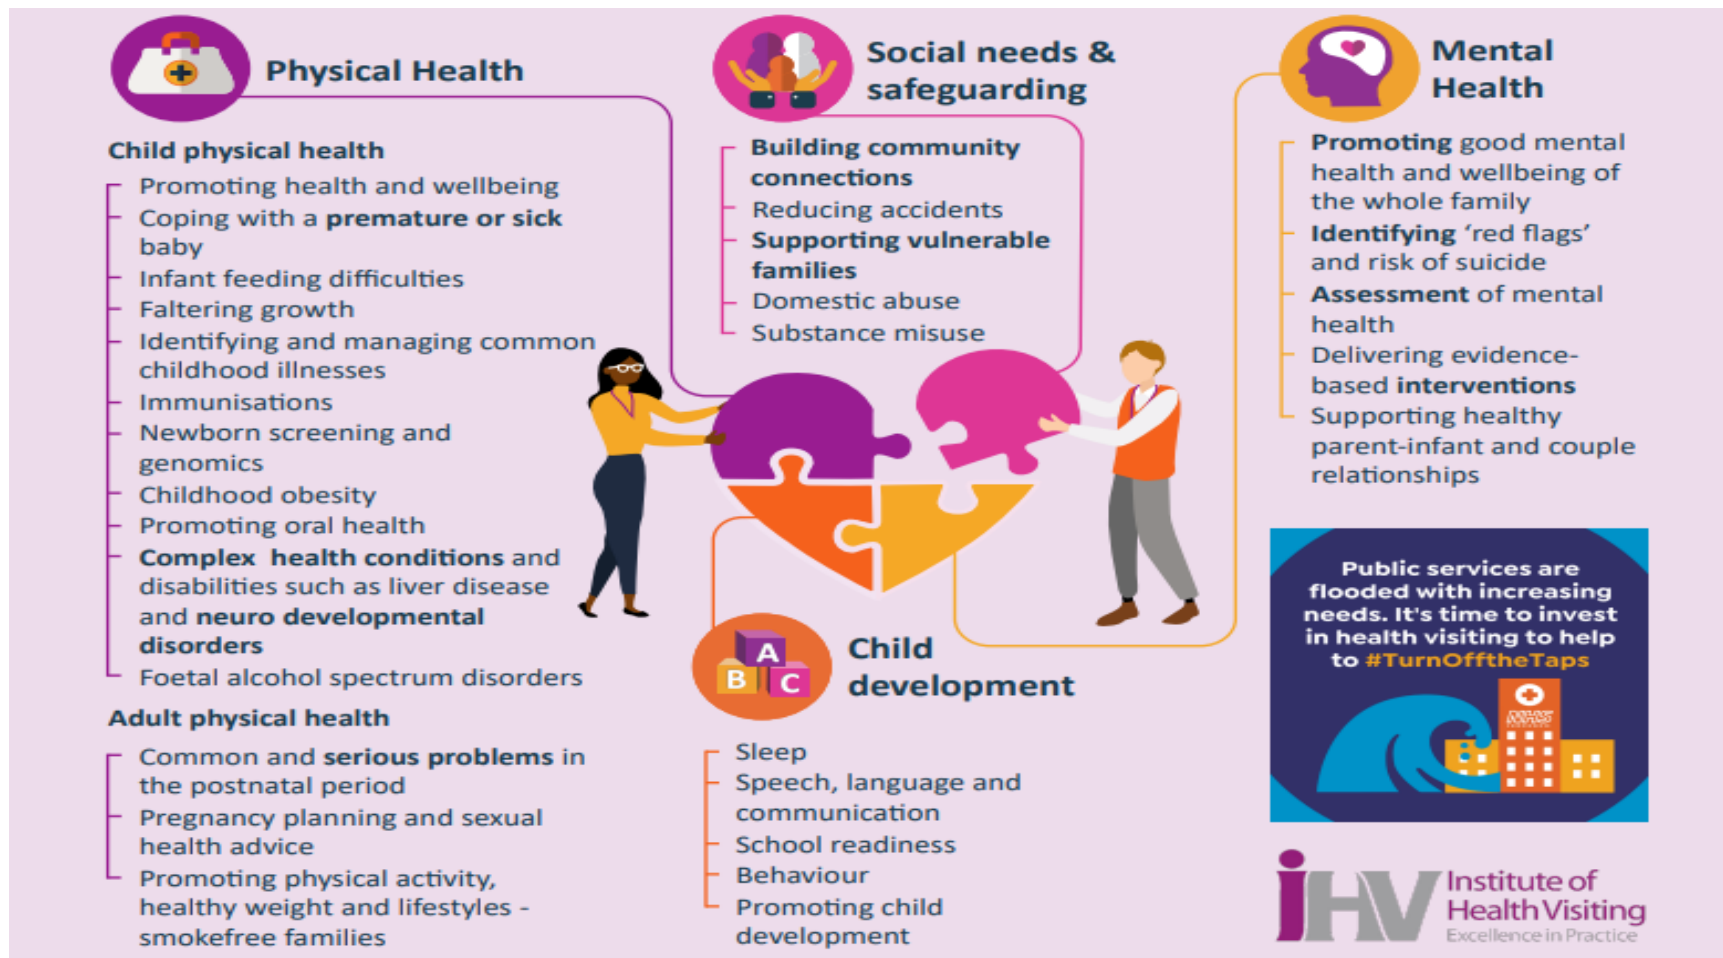 Physical Health
Child physical health
Promoting health and wellbeing
Coping with a premature or sick
baby
Infant feeding difficulties
Faltering growth
Identifying and managing common
childhood illnesses
Immunisations
Newborn screening and
genomics
Childhood obesity
Promoting oral health
Complex health conditions and
disabilities such as liver disease
and neuro developmental
disorders
Foetal alcohol spectrum disorders
Adult physical health
Common and serious problems in
the postnatal period
Pregnancy planning and sexual
health advice
Promoting physical activity,
healthy weight and lifestyles -
smokefree families
Social needs &
safeguarding
Building community
connections
Reducing accidents
Supporting vulnerable
families
Domestic abuse
Substance misuse
A
B C
Child
development
Sleep
Speech, language and
communication
School readiness
Behaviour
Promoting child
development
Mental
Health
Promoting good mental
health and wellbeing of
the whole family
Identifying ‘red flags’
and risk of suicide
Assessment of mental
health
Delivering evidence-
based interventions
Supporting healthy
parent-infant and couple
relationships
Public services are
flooded with increasing
needs. It's time to invest
in health visiting to help
to #TurnOfftheTaps
iHV
Institute of
Health Visiting
Excellence in Practice